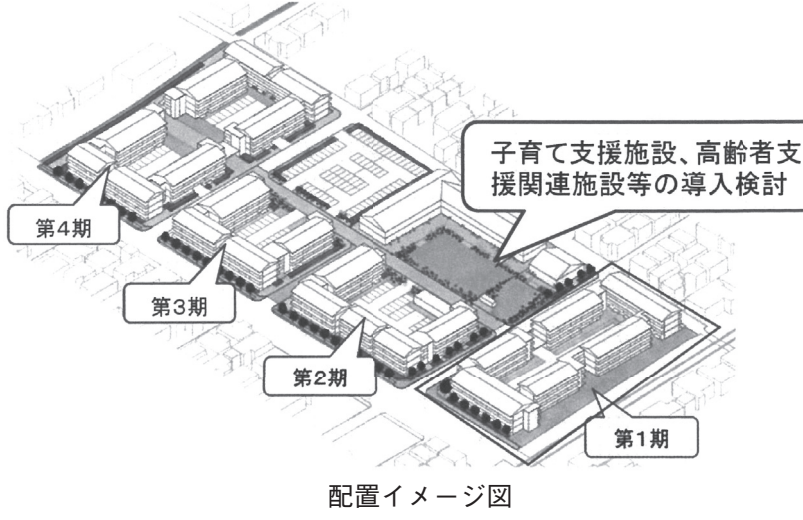 子育て支援施設、高齢者支
援関連施設等の導入検討
第4期
第3期
第2期
第1期
配置イメージ図